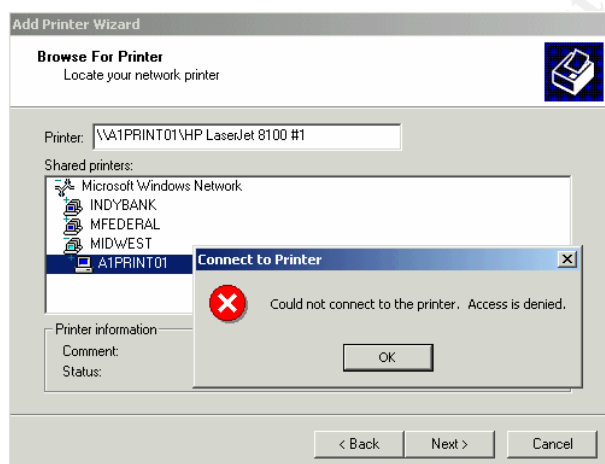 Add Printer Wizard
Browse For Printer
Locate your network printer
Printer: \\A1PRINT01\HP LaserJet 8100 #1
Shared printers:
Microsoft Windows Network
INDYBANK
MFEDERAL
MIDWEST
A1PRINT01
Connect to Printer
Could not connect to the printer. Access is denied.
OK
Printer information
Comment:
Status:
< Back
Next >
Cancel